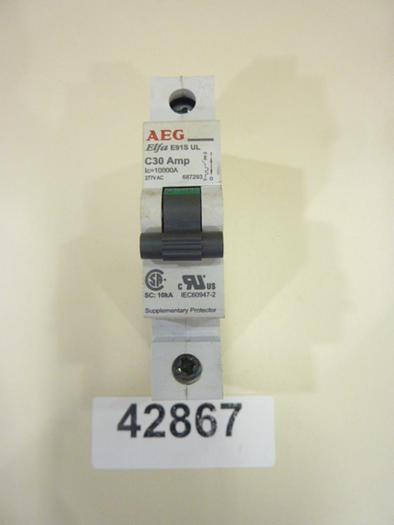 AEG
Elfa E91S UL
C30 Amp
Ic=10000A
277VAC 687293
SC: 10kA IEC60947-2
Supplementary Protector
42867